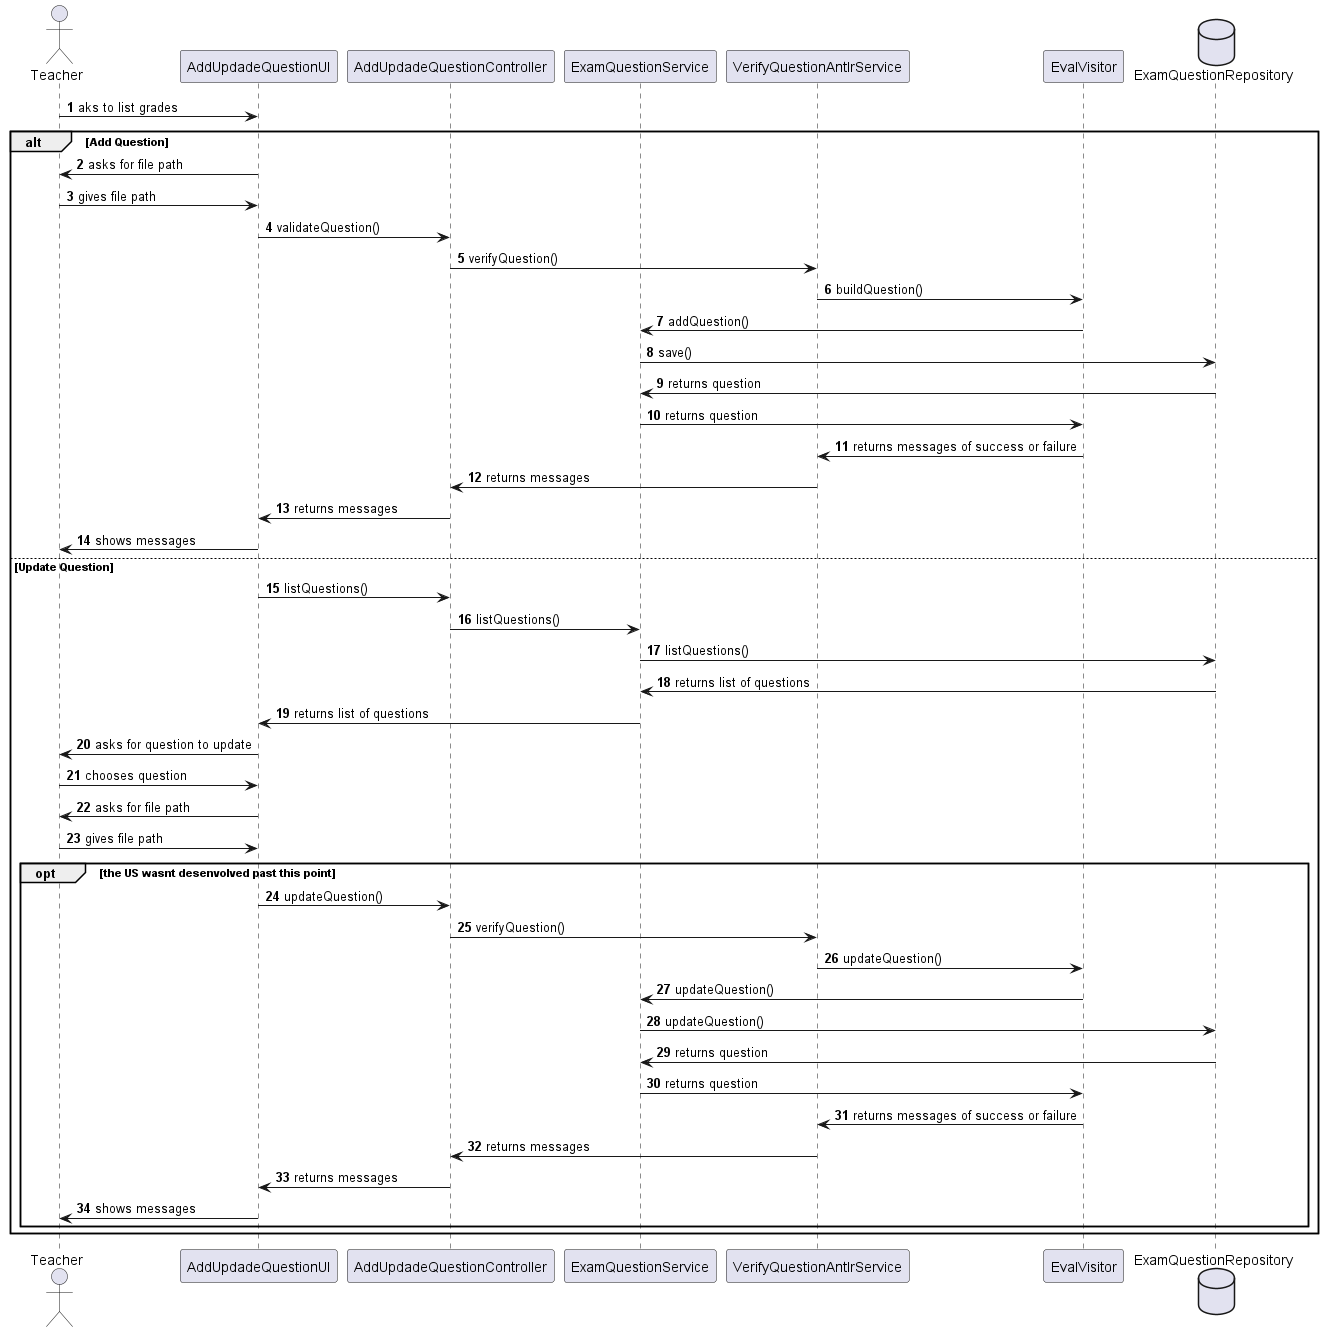 Teacher
AddUpdadeQuestionUI
AddUpdadeQuestionController
ExamQuestionService
VerifyQuestionAntlrService
EvalVisitor
ExamQuestionRepository
1 aks to list grades
alt [Add Question]
2 asks for file path
3 gives file path
4 validateQuestion()
5 verifyQuestion()
6 buildQuestion()
7 addQuestion()
8 save()
9 returns question
10 returns question
11 returns messages of success or failure
12 returns messages
13 returns messages
14 shows messages
[Update Question]
15 listQuestions()
16 listQuestions()
17 listQuestions()
18 returns list of questions
19 returns list of questions
20 asks for question to update
21 chooses question
22 asks for file path
23 gives file path
opt [the US wasnt desenvolved past this point]
24 updateQuestion()
25 verifyQuestion()
26 updateQuestion()
27 updateQuestion()
28 updateQuestion()
29 returns question
30 returns question
31 returns messages of success or failure
32 returns messages
33 returns messages
34 shows messages
Teacher
AddUpdadeQuestionUI
AddUpdadeQuestionController
ExamQuestionService
VerifyQuestionAntlrService
EvalVisitor
ExamQuestionRepository